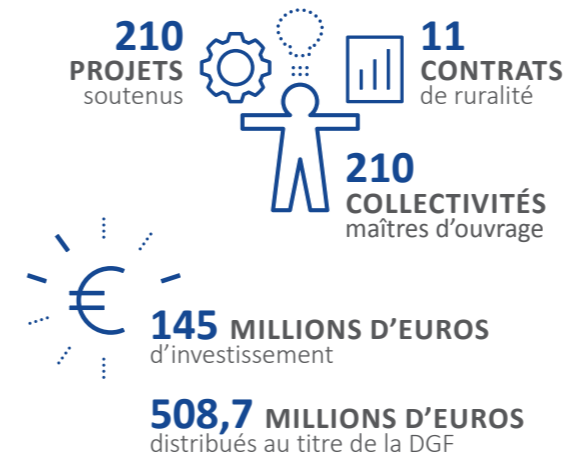 210
PROJETS
soutenus
11
CONTRATS
de ruralité
210
COLLECTIVITÉS
maîtres d'ouvrage
€
145 MILLIONS D'EUROS
d'investissement
508,7 MILLIONS D'EUROS
distribués au titre de la DGF